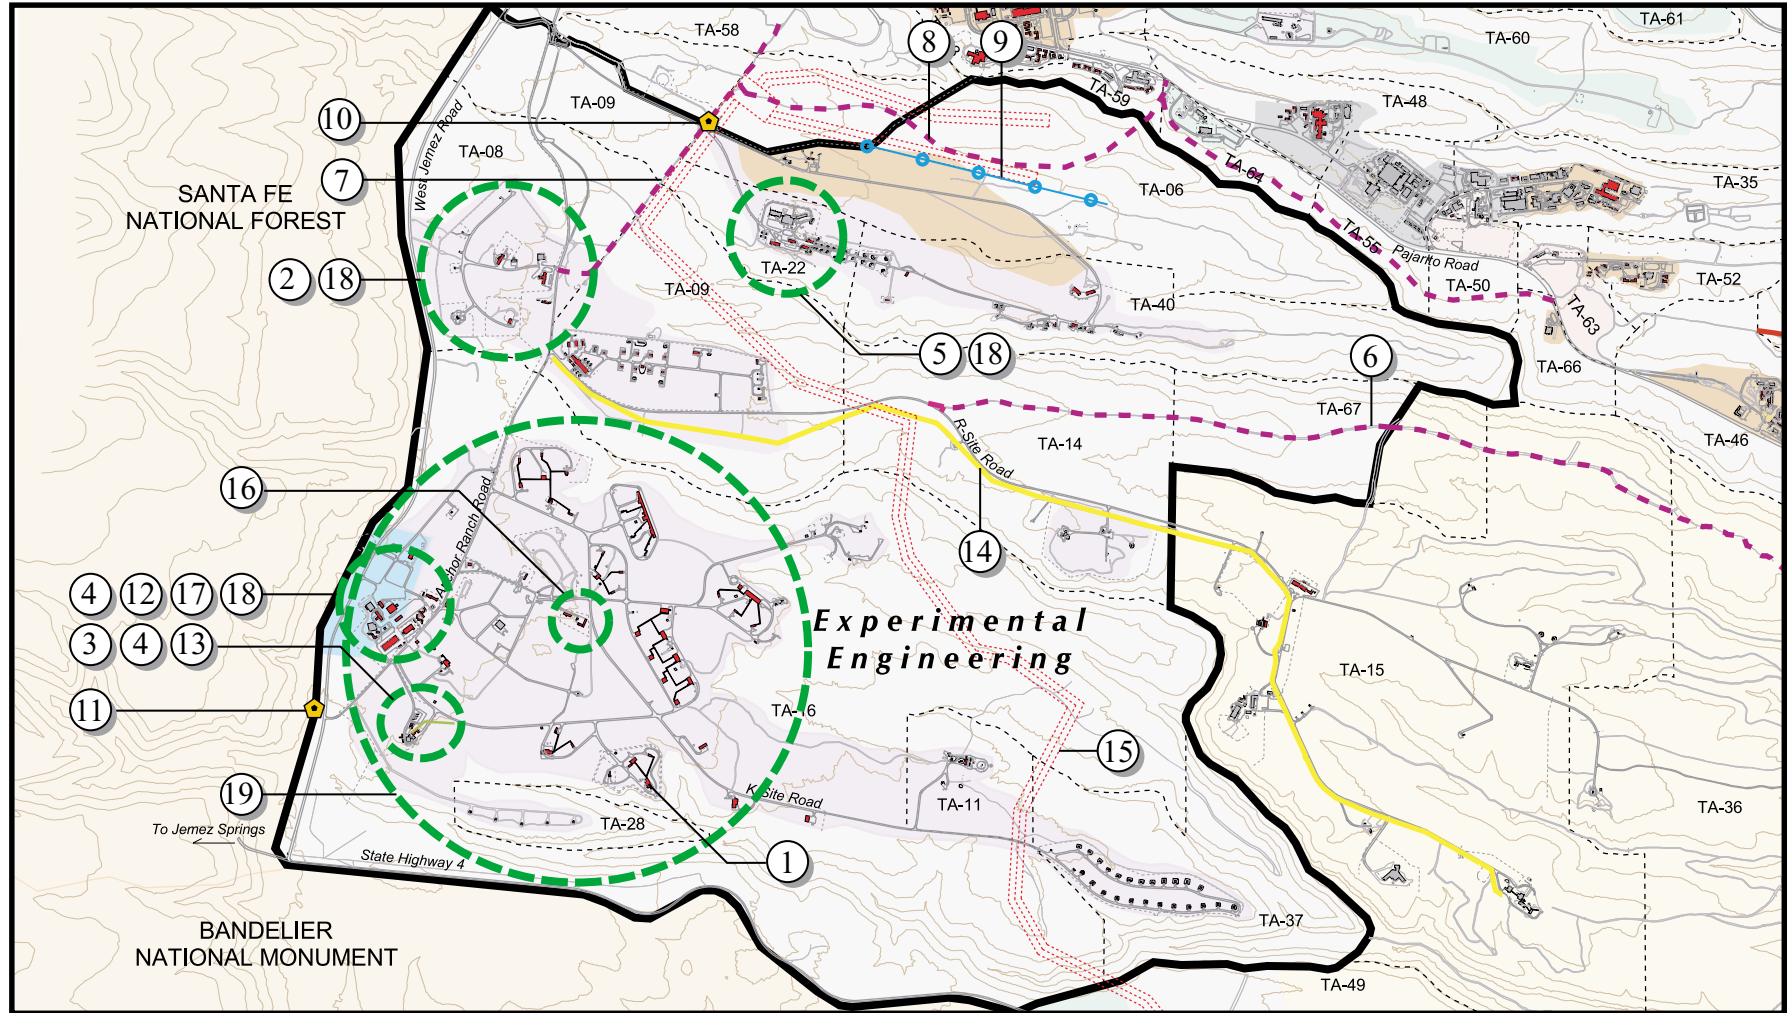 TA-58
TA-61
TA-60
8
9
TA-09
TA-59
TA-48
10
West Jemez Road
TA-08
TA-64
TA-35
7
TA-06
SANTA FE
NATIONAL FOREST
TA-55
Pajarito Road
2
18
TA-22
TA-09
TA-52
TA-50
TA-40
TA-63
5
18
6
TA-66
TA-67
TA-46
TA-14
R-Site Road
16
Anchor Ranch Road
14
4
12
17
18
Experimental
Engineering
3
4
13
TA-15
11
TA-16
15
19
K-Site Road
TA-11
TA-36
TA-28
To Jemez Springs
State Highway 4
1
TA-37
BANDELIER
NATIONAL MONUMENT
TA-49